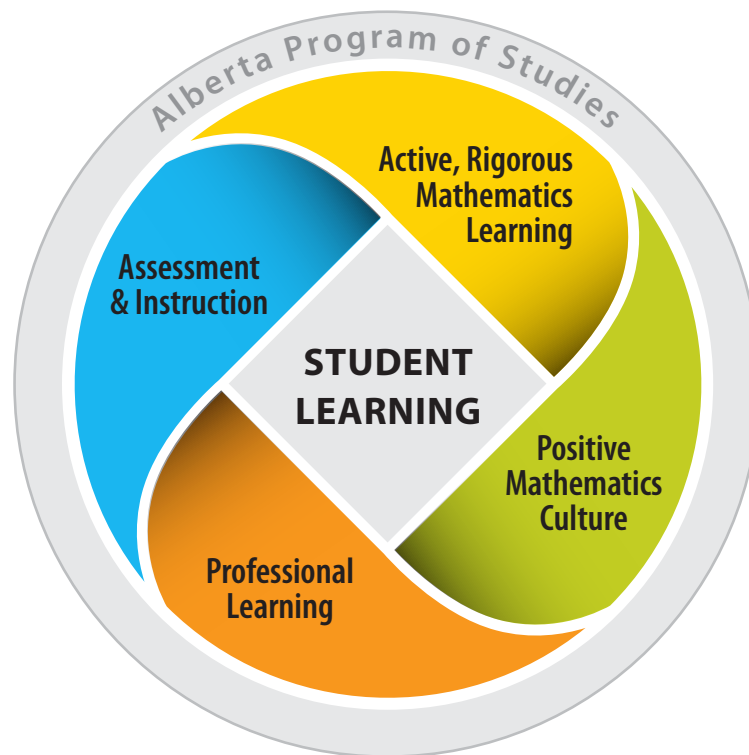 Alberta Program of Studies
Active, Rigorous
Mathematics
Learning
Assessment
& Instruction
STUDENT
LEARNING
Positive
Mathematics
Culture
Professional
Learning